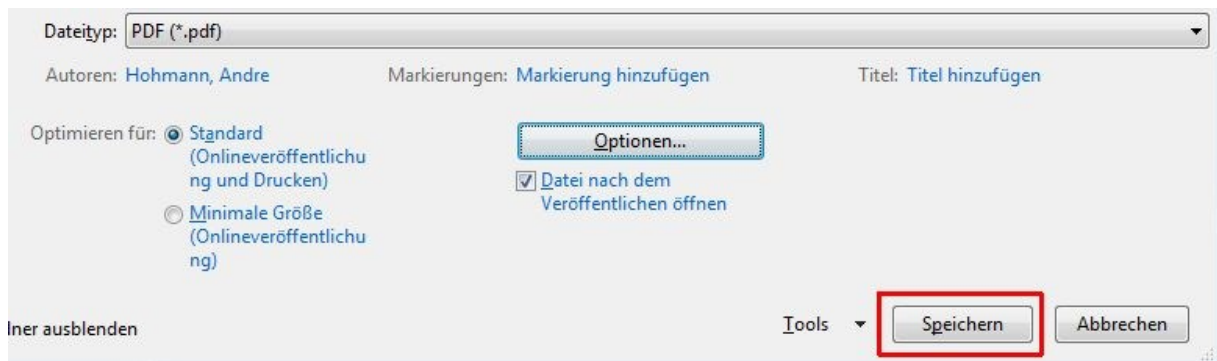 Dateityp: PDF (*.pdf)
Autoren: Hohmann, Andre Markierungen: Markierung hinzufügen Titel: Titel hinzufügen
Optimieren für: Standard
(Onlineveröffentlichu
ng und Drucken)
Minimale Größe
(Onlineveröffentlichu
ng)
Optionen...
Datei nach dem
Veröffentlichen öffnen
ausblenden Tools Speichern Abbrechen